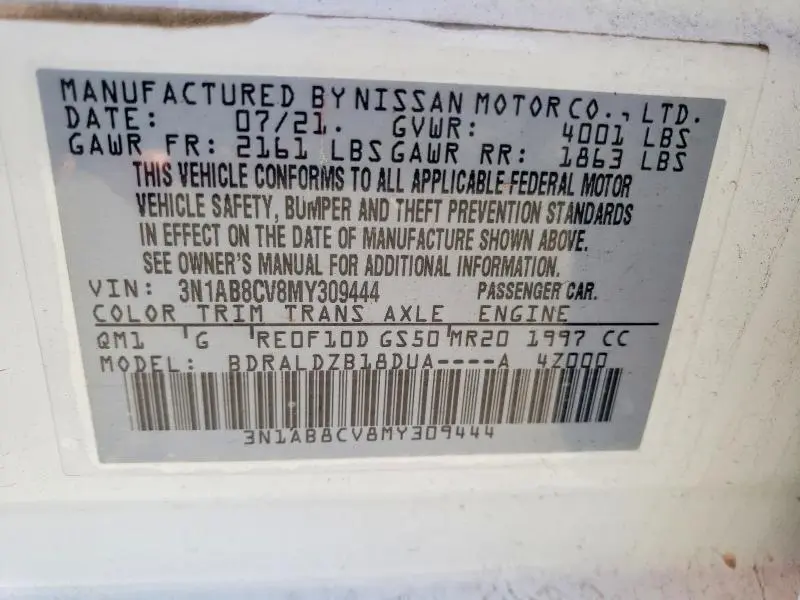 MANUFACTURED BY NISSAN MOTOR CO., LTD.
DATE: 07/21. GVWR: 4001 LBS
GAWR FR: 2161 LBS GAWR RR: 1863 LBS
THIS VEHICLE CONFORMS TO ALL APPLICABLE FEDERAL MOTOR
VEHICLE SAFETY, BUMPER AND THEFT PREVENTION STANDARDS
IN EFFECT ON THE DATE OF MANUFACTURE SHOWN ABOVE.
SEE OWNER'S MANUAL FOR ADDITIONAL INFORMATION.
VIN: 3N1AB8CV8MY309444 PASSENGER CAR.
COLOR TRIM TRANS AXLE ENGINE
QM1 G RE0F10D GS50 MR20 1997 CC
MODEL: BDRALDZB18DUA----A 4Z000
3N1AB8CV8MY309444